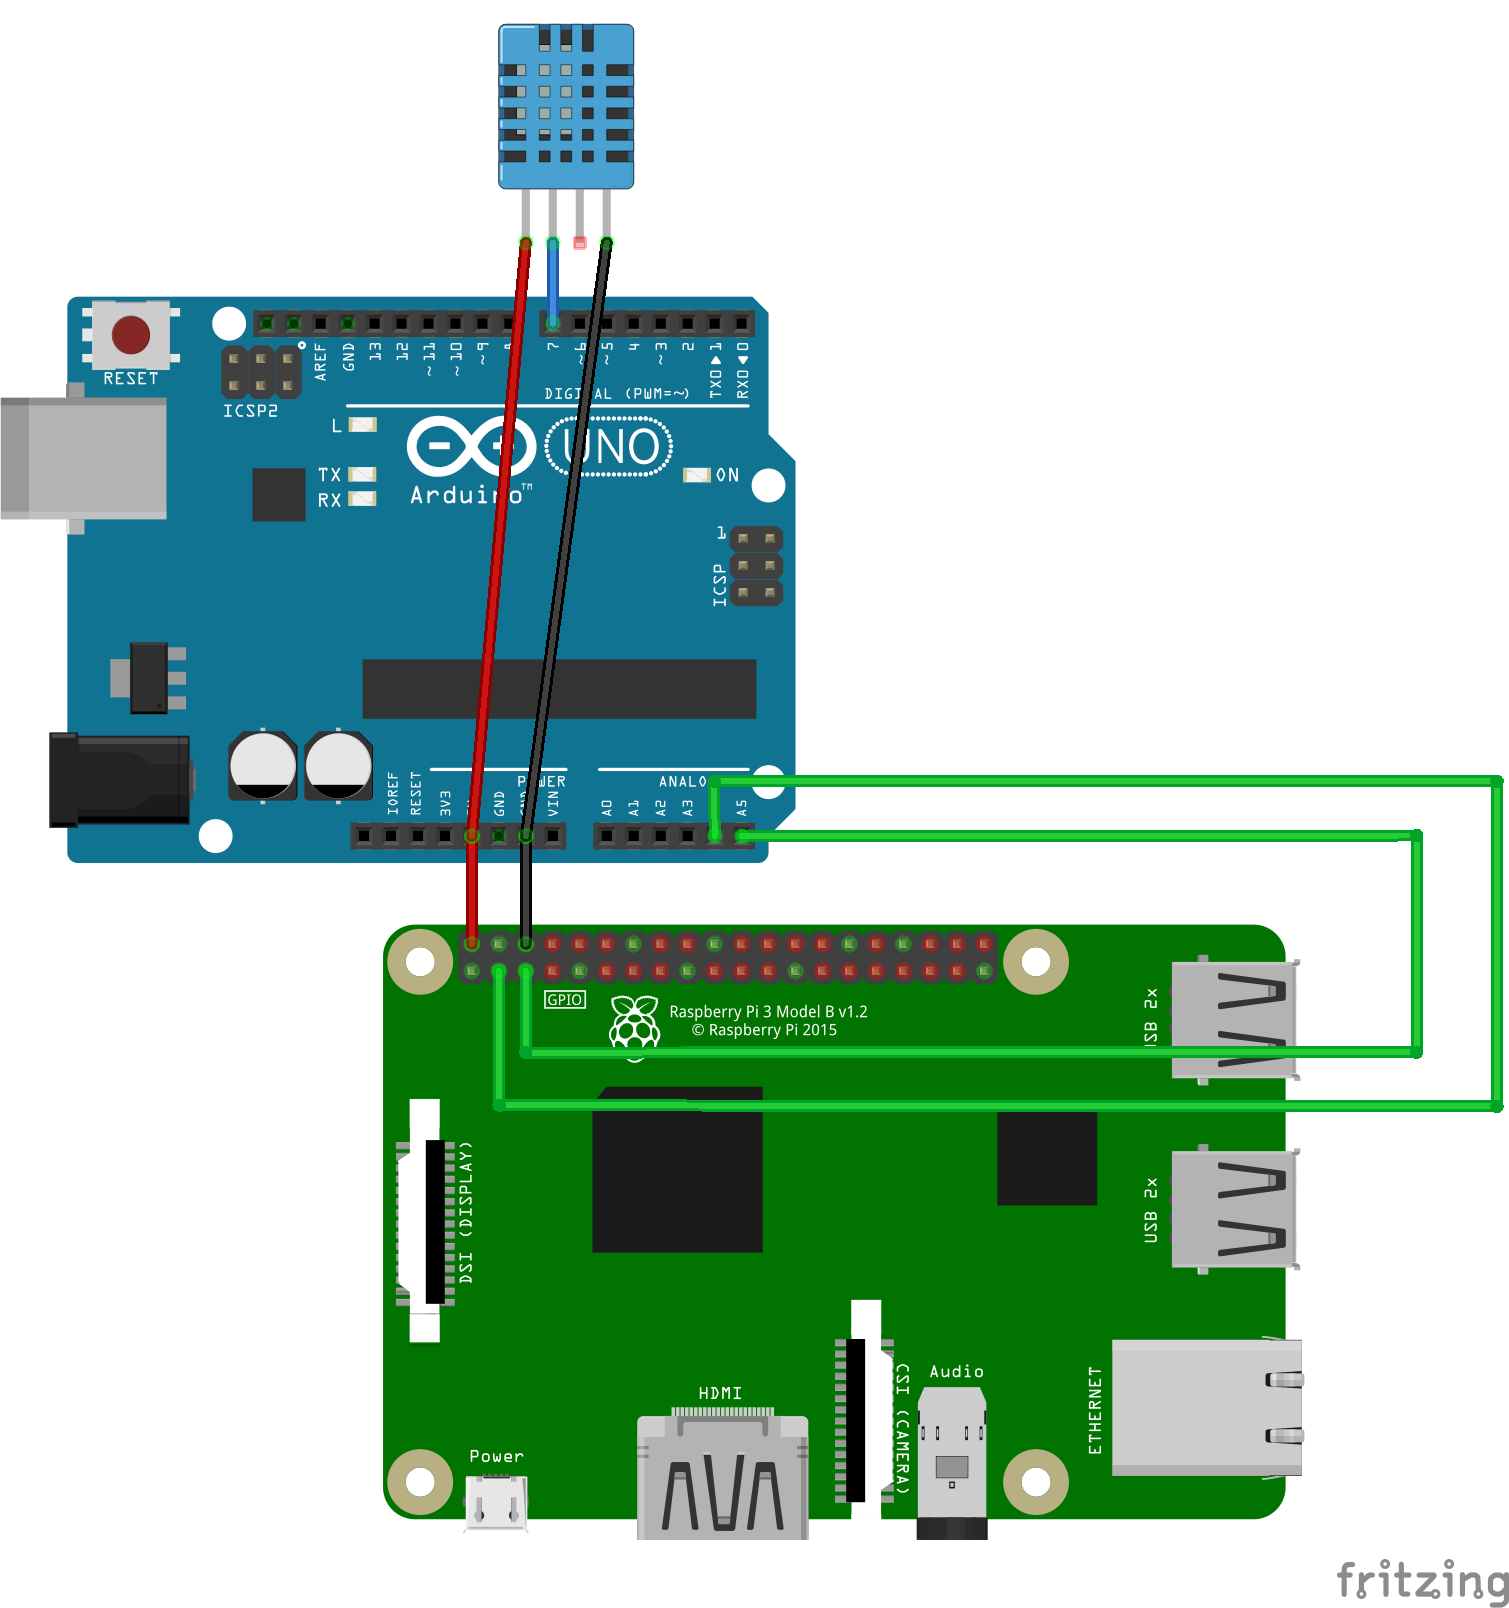 RESET
ICSP2
AREF
GND
13
12
~11
~10
~9
7
~6
~5
4
~3
2
TX0▶1
RX0◀0
DIGITAL (PWM=~)
L
TX
RX
Arduino™
UNO
ON
1
ICSP
IOREF
RESET
3V3
GND
VIN
POWER
A0
A1
A2
A3
A5
ANALOG
GPIO
Raspberry Pi 3 Model B v1.2
© Raspberry Pi 2015
USB 2x
USB 2x
DSI (DISPLAY)
CSI (CAMERA)
Audio
ETHERNET
HDMI
Power
fritzing